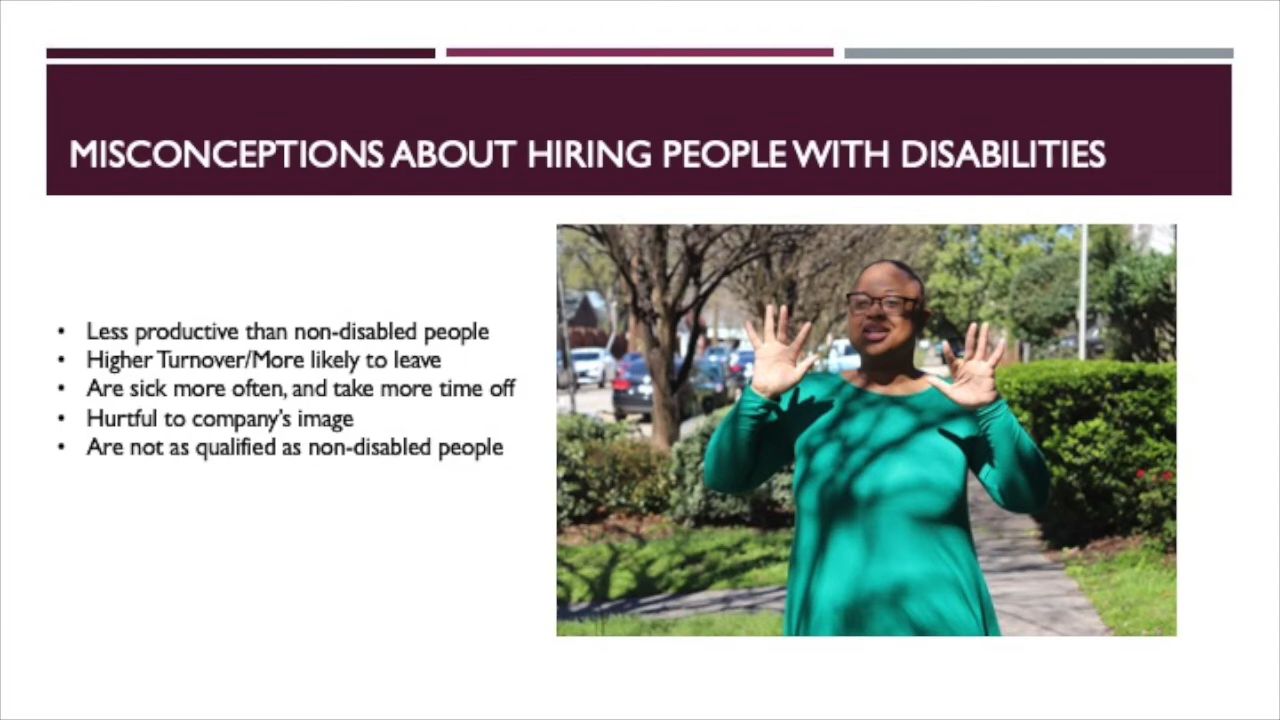 MISCONCEPTIONS ABOUT HIRING PEOPLE WITH DISABILITIES
• Less productive than non-disabled people
• Higher Turnover/More likely to leave
• Are sick more often, and take more time off
• Hurtful to company's image
• Are not as qualified as non-disabled people